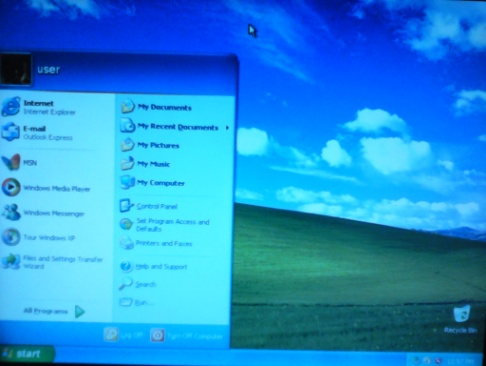 user
Internet
Internet Explorer
E-mail
Outlook Express
MSN
Windows Media Player
Windows Messenger
Tour Windows XP
Files and Settings Transfer
Wizard
All Programs
My Documents
My Recent Documents
My Pictures
My Music
My Computer
Control Panel
Set Program Access and
Defaults
Printers and Faxes
Help and Support
Search
Run...
Log Off
Turn Off Computer
Recycle Bin
start